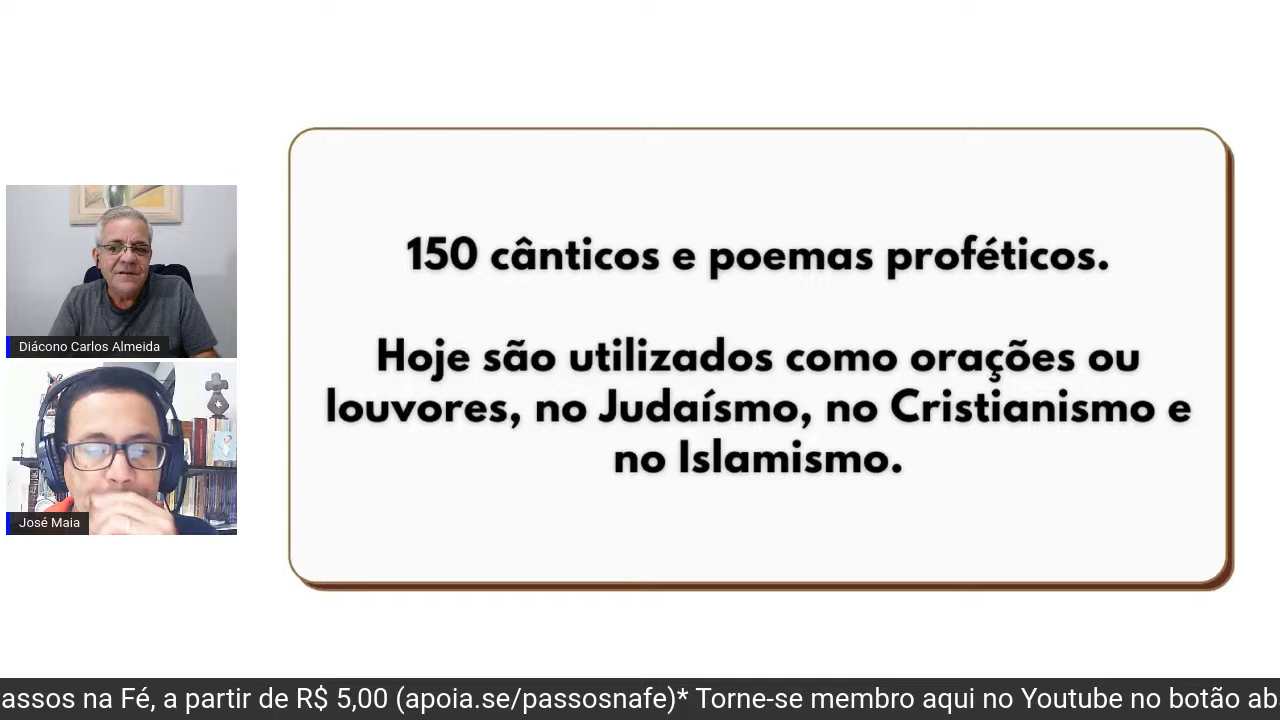 150 cânticos e poemas proféticos.
Hoje são utilizados como orações ou
louvores, no Judaísmo, no Cristianismo e
no Islamismo.
Diácono Carlos Almeida
José Maia
assos na Fé, a partir de R$ 5,00 (apoia.se/passosnafe)* Torne-se membro aqui no Youtube no botão ab